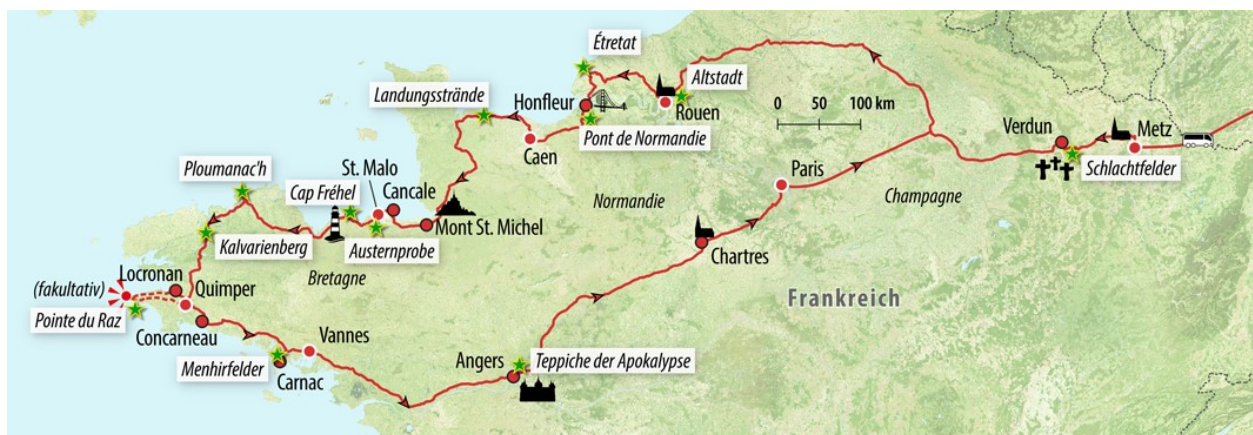 Étretat
Altstadt
Landungsstrände
Honfleur
Rouen
0 50 100 km
Pont de Normandie
Caen
Verdun
Metz
Schlachtfelder
Ploumanac'h
St. Malo
Cap Fréhel
Cancale
Paris
Normandie
Champagne
Mont St. Michel
Kalvarienberg
Austernprobe
Chartres
Bretagne
Locronan
(fakultativ)
Quimper
Frankreich
Pointe du Raz
Concarneau
Vannes
Menhirfelder
Carnac
Angers
Teppiche der Apokalypse